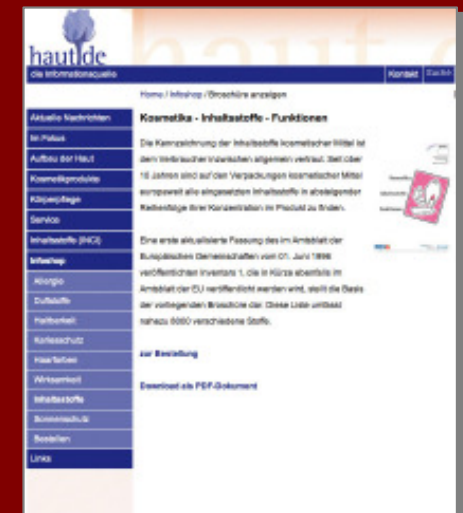 haut.de
die Informationsquelle
Kontakt
Home / Infoshop / Broschüre anzeigen
Aktuelle Nachrichten
Im Fokus
Aufbau der Haut
Kosmetikprodukte
Körperpflege
Service
Inhaltsstoffe (INCI)
Infoshop
Allergie
Duftstoffe
Haltbarkeit
Kariesschutz
Haarfarben
Wirksamkeit
Inhaltsstoffe
Sonnenschutz
Bestellen
Links
Kosmetika - Inhaltsstoffe - Funktionen
Die Kennzeichnung der Inhaltsstoffe kosmetischer Mittel ist
dem Verbraucher inzwischen allgemein vertraut. Seit über
10 Jahren sind auf den Verpackungen kosmetischer Mittel
europaweit alle eingesetzten Inhaltsstoffe in absteigender
Reihenfolge ihrer Konzentration im Produkt zu finden.
Eine erste aktualisierte Fassung des im Amtsblatt der
Europäischen Gemeinschaften vom 01. Juni 1996
veröffentlichten Inventars 1, die in Kürze ebenfalls im
Amtsblatt der EU veröffentlicht werden wird, stellt die Basis
der vorliegenden Broschüre dar. Diese Liste umfasst
nahezu 8000 verschiedene Stoffe.
zur Bestellung
Download als PDF-Dokument